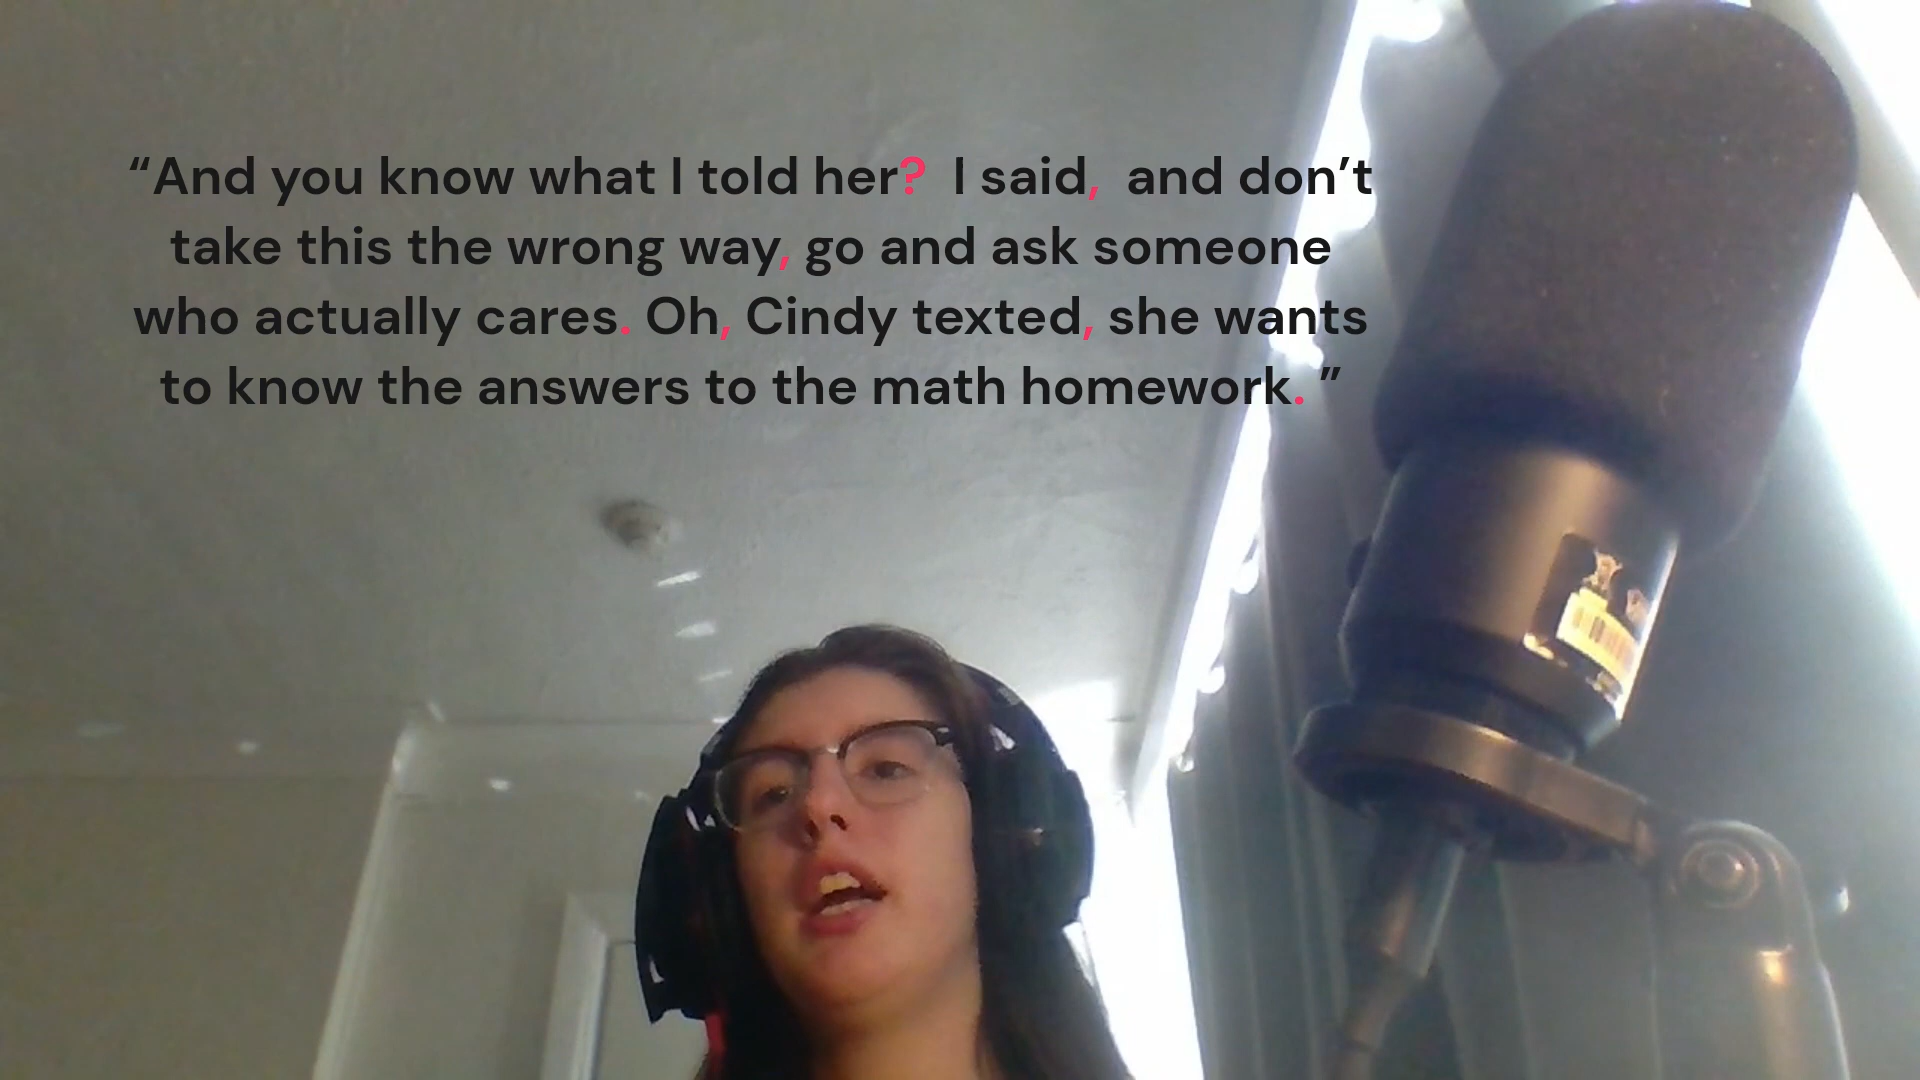 “And you know what I told her?  I said,  and don’t
take this the wrong way, go and ask someone
who actually cares. Oh, Cindy texted, she wants
to know the answers to the math homework. ”